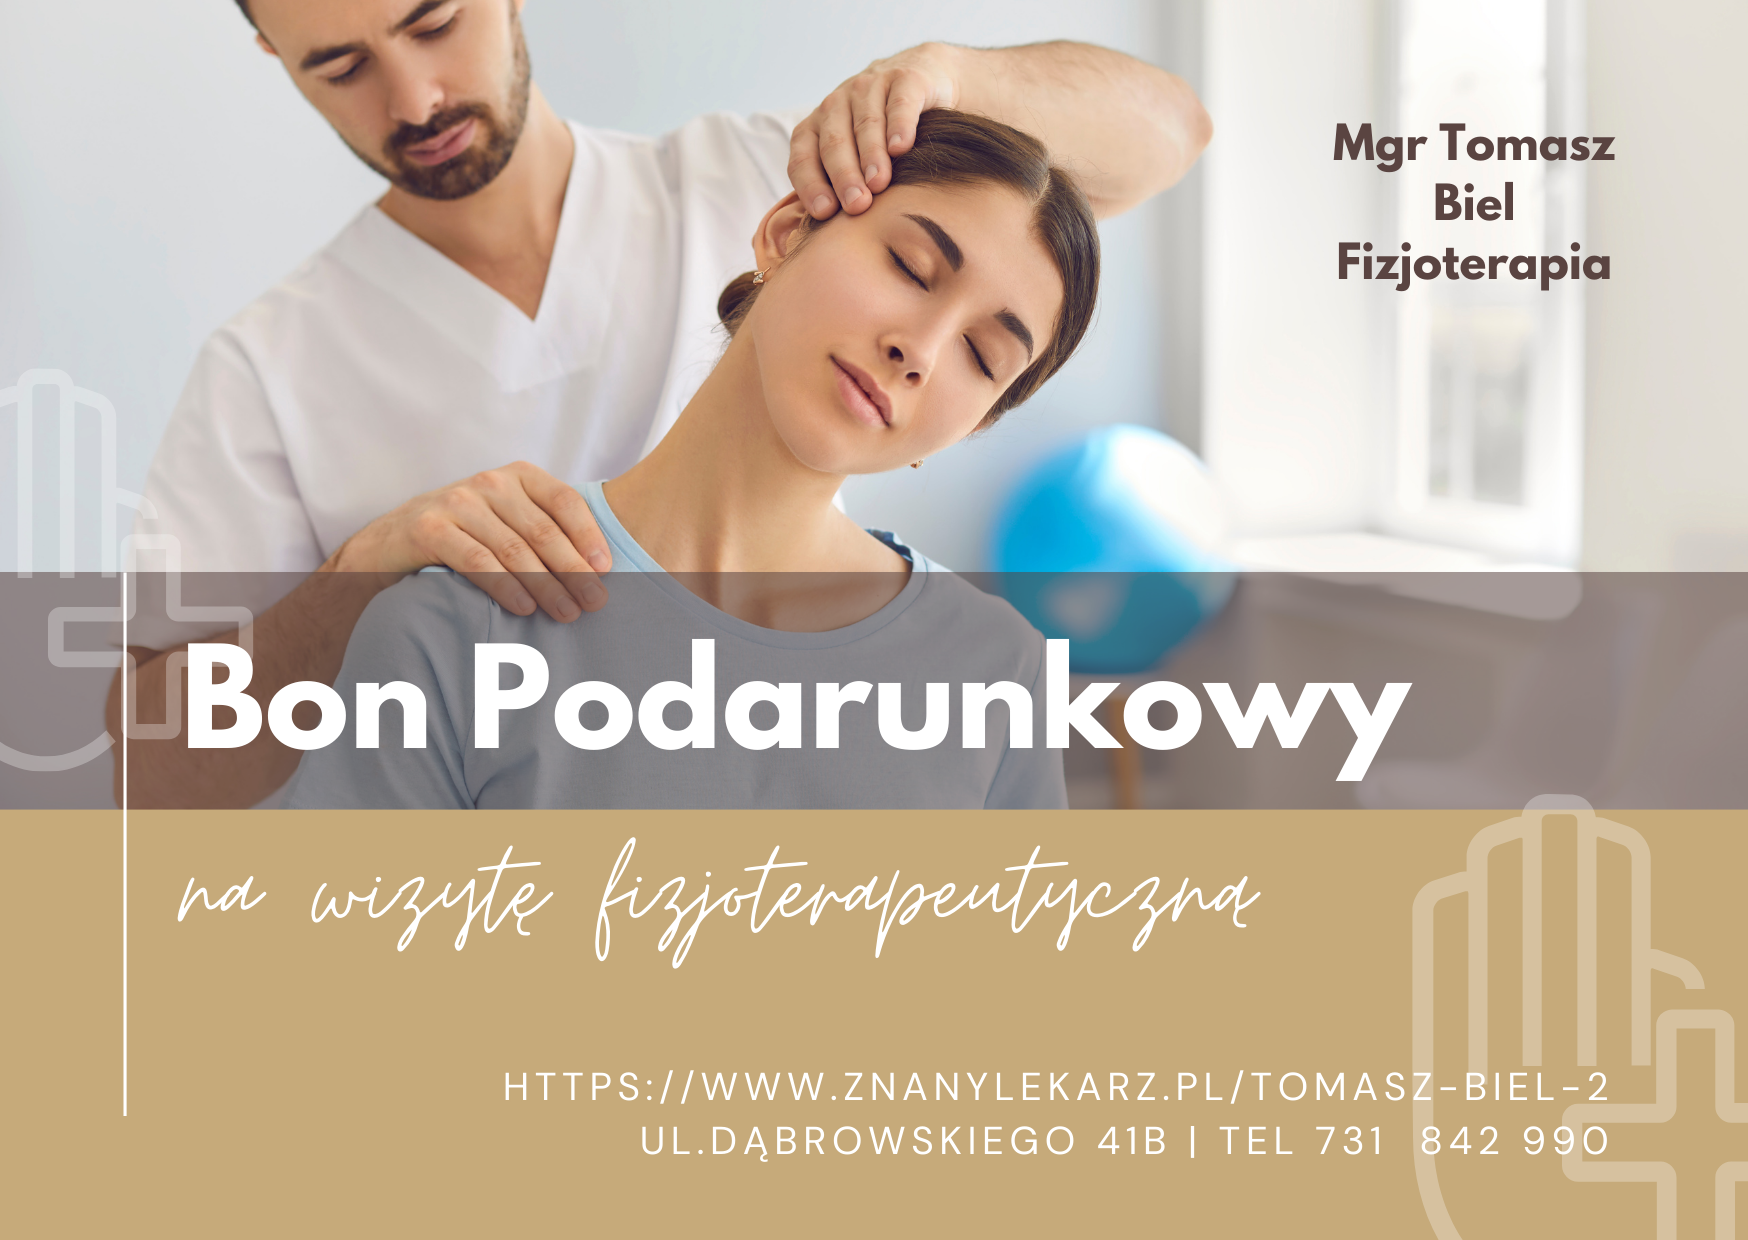 Mgr Tomasz
Biel
Fizjoterapia
Bon Podarunkowy
na wizytę fizjoterapeutyczną
HTTPS://WWW.ZNANYLEKARZ.PL/TOMASZ-BIEL-2
UL.DĄBROWSKIEGO 41B | TEL 731 842 990